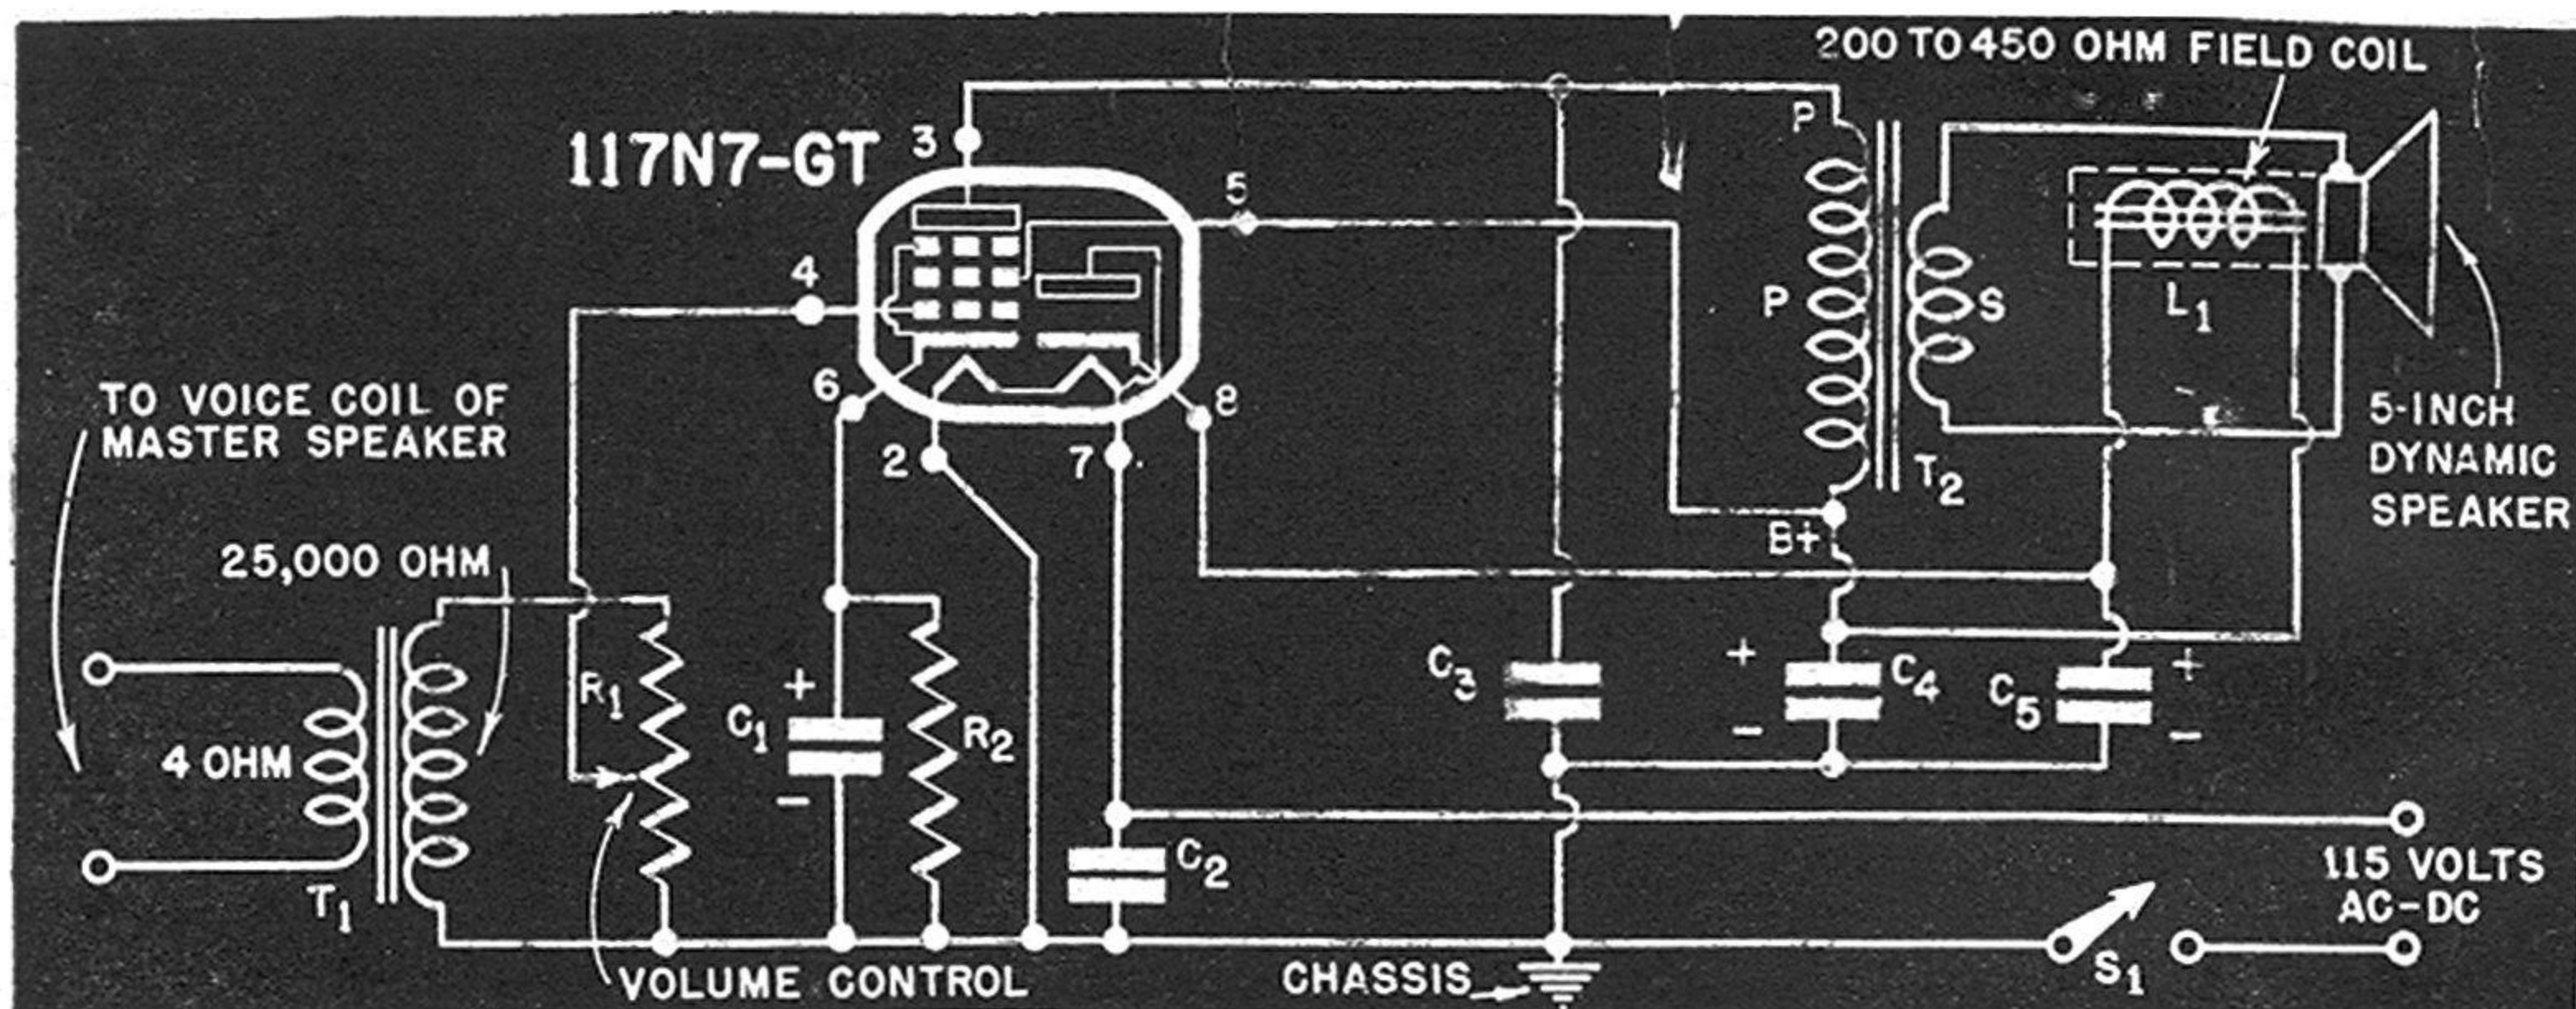 200 TO 450 OHM FIELD COIL
117N7-GT
3
5
4
6
8
2
7
P
P
S
T2
L1
B+
5-INCH
DYNAMIC
SPEAKER
TO VOICE COIL OF
MASTER SPEAKER
25,000 OHM
4 OHM
T1
R1
+
C1
−
R2
C3
+
C4
−
C5
+
−
C2
115 VOLTS
AC-DC
S1
VOLUME CONTROL
CHASSIS